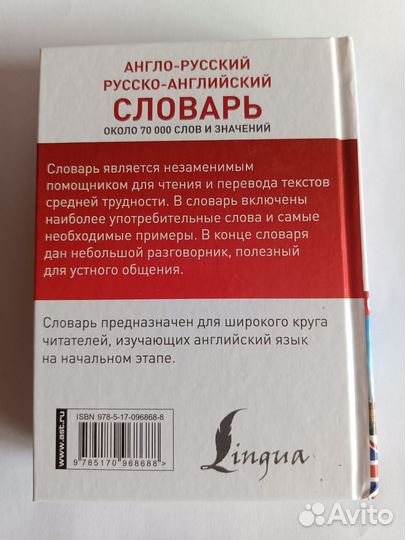 АНГЛО-РУССКИЙ
РУССКО-АНГЛИЙСКИЙ
СЛОВАРЬ
ОКОЛО 70 000 СЛОВ И ЗНАЧЕНИЙ
Словарь является незаменимым
помощником для чтения и перевода текстов
средней трудности. В словарь включены
наиболее употребительные слова и самые
необходимые примеры. В конце словаря
дан небольшой разговорник, полезный
для устного общения.
Словарь предназначен для широкого круга
читателей, изучающих английский язык
на начальном этапе.
ISBN 978-5-17-096868-8
www.ast.ru
9 785170 968688 >
Lingua
Avito